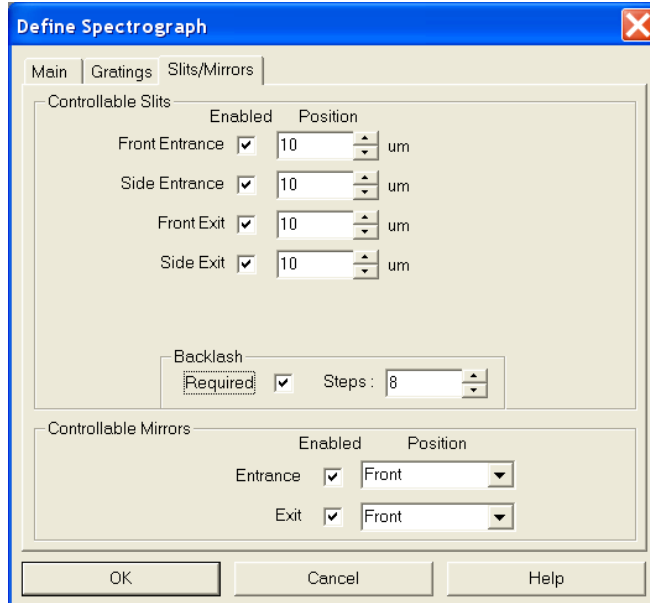 Define Spectrograph
Main Gratings Slits/Mirrors
Controllable Slits
Enabled Position
Front Entrance 10 um
Side Entrance 10 um
Front Exit 10 um
Side Exit 10 um
Backlash
Required Steps : 8
Controllable Mirrors
Enabled Position
Entrance Front
Exit Front
OK Cancel Help